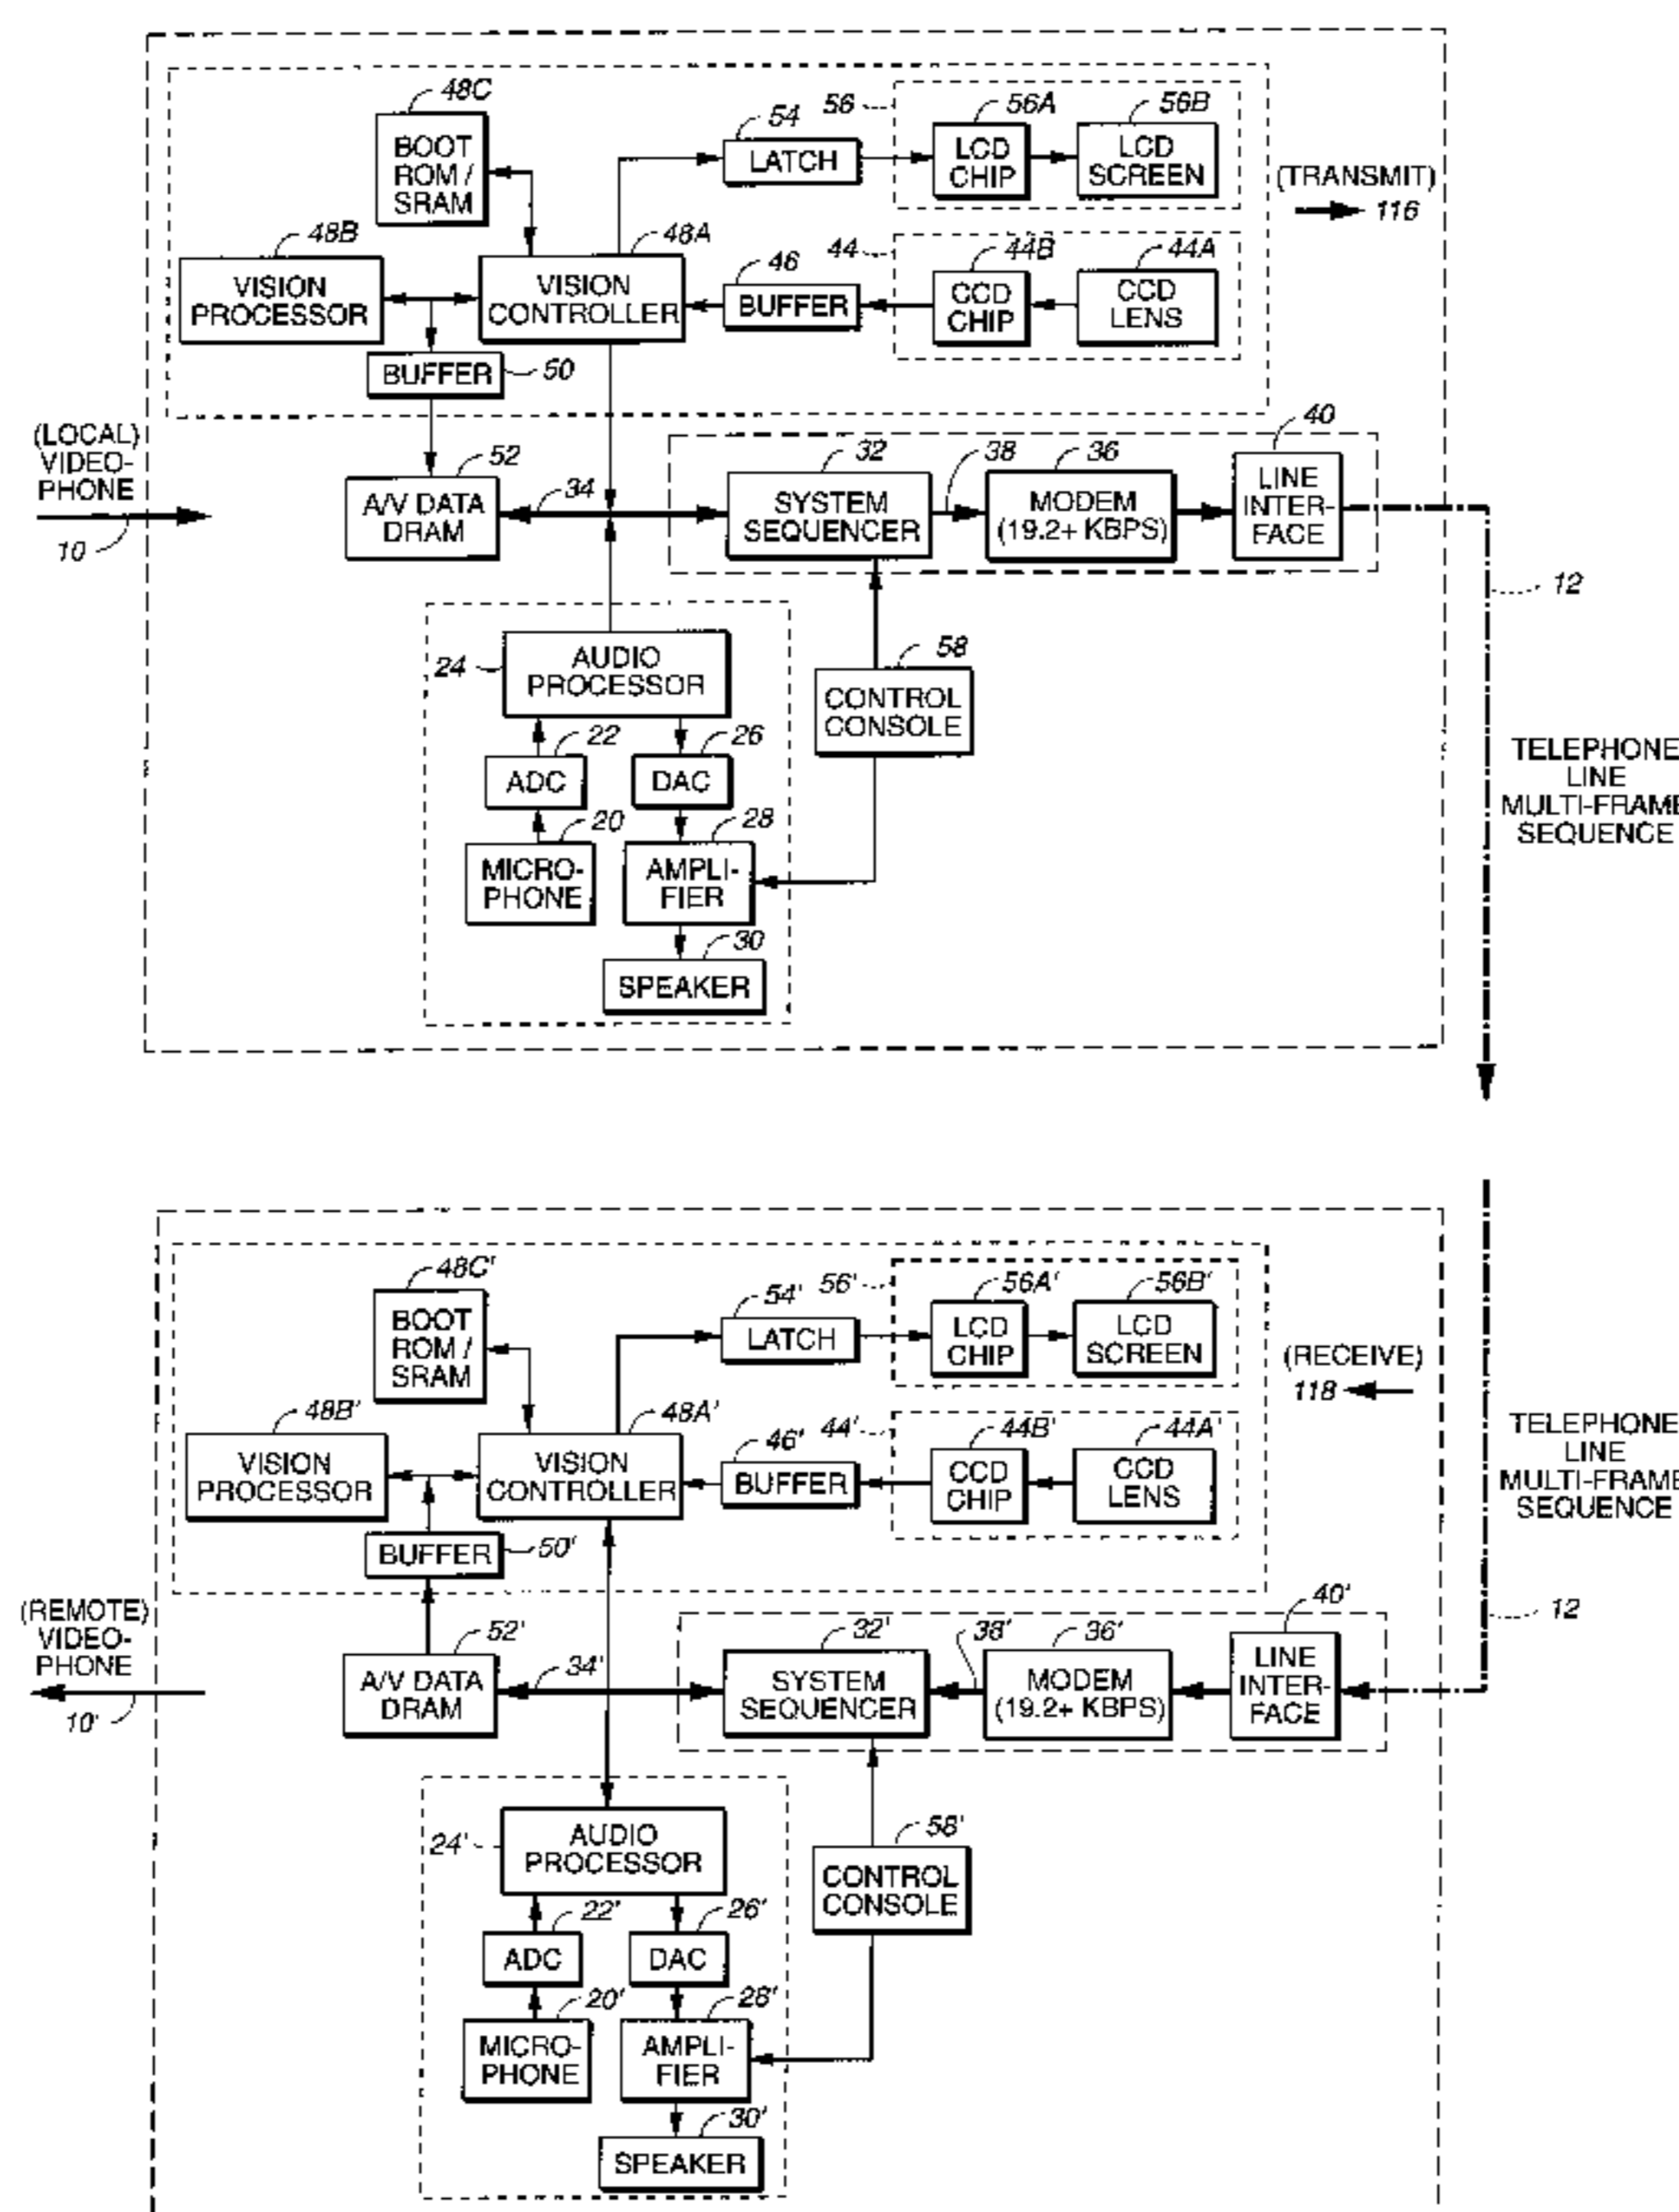 48C
BOOT
ROM /
SRAM
54
LATCH
56
56A
LCD
CHIP
56B
LCD
SCREEN
(TRANSMIT)
116
48B
VISION
PROCESSOR
48A
VISION
CONTROLLER
46
BUFFER
44
44B
CCD
CHIP
44A
CCD
LENS
BUFFER
50
(LOCAL)
VIDEO-
PHONE
10
52
A/V DATA
DRAM
34
32
SYSTEM
SEQUENCER
38
36
MODEM
(19.2+ KBPS)
40
LINE
INTER-
FACE
12
24
AUDIO
PROCESSOR
58
CONTROL
CONSOLE
22
ADC
26
DAC
20
MICRO-
PHONE
28
AMPLI-
FIER
30
SPEAKER
TELEPHONE
LINE
MULTI-FRAME
SEQUENCE
48C'
BOOT
ROM /
SRAM
54'
LATCH
56'
56A'
LCD
CHIP
56B'
LCD
SCREEN
(RECEIVE)
118
48B'
VISION
PROCESSOR
48A'
VISION
CONTROLLER
46'
BUFFER
44'
44B'
CCD
CHIP
44A'
CCD
LENS
TELEPHONE
LINE
MULTI-FRAME
SEQUENCE
BUFFER
50'
(REMOTE)
VIDEO-
PHONE
10'
52'
A/V DATA
DRAM
34'
32'
SYSTEM
SEQUENCER
38'
36'
MODEM
(19.2+ KBPS)
40'
LINE
INTER-
FACE
12
24'
AUDIO
PROCESSOR
58'
CONTROL
CONSOLE
22'
ADC
26'
DAC
20'
MICRO-
PHONE
28'
AMPLI-
FIER
30'
SPEAKER